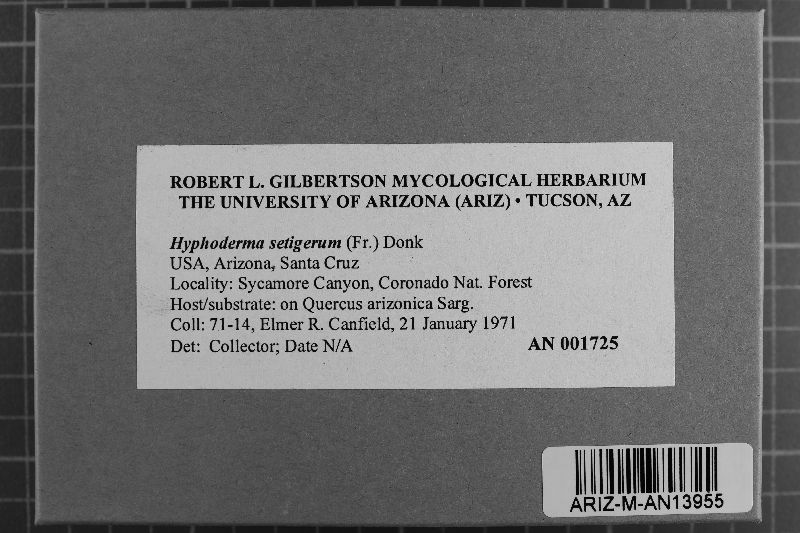 ROBERT L. GILBERTSON MYCOLOGICAL HERBARIUM
THE UNIVERSITY OF ARIZONA (ARIZ) • TUCSON, AZ
Hyphoderma setigerum (Fr.) Donk
USA, Arizona, Santa Cruz
Locality: Sycamore Canyon, Coronado Nat. Forest
Host/substrate: on Quercus arizonica Sarg.
Coll: 71-14, Elmer R. Canfield, 21 January 1971
Det: Collector; Date N/A AN 001725
ARIZ-M-AN13955